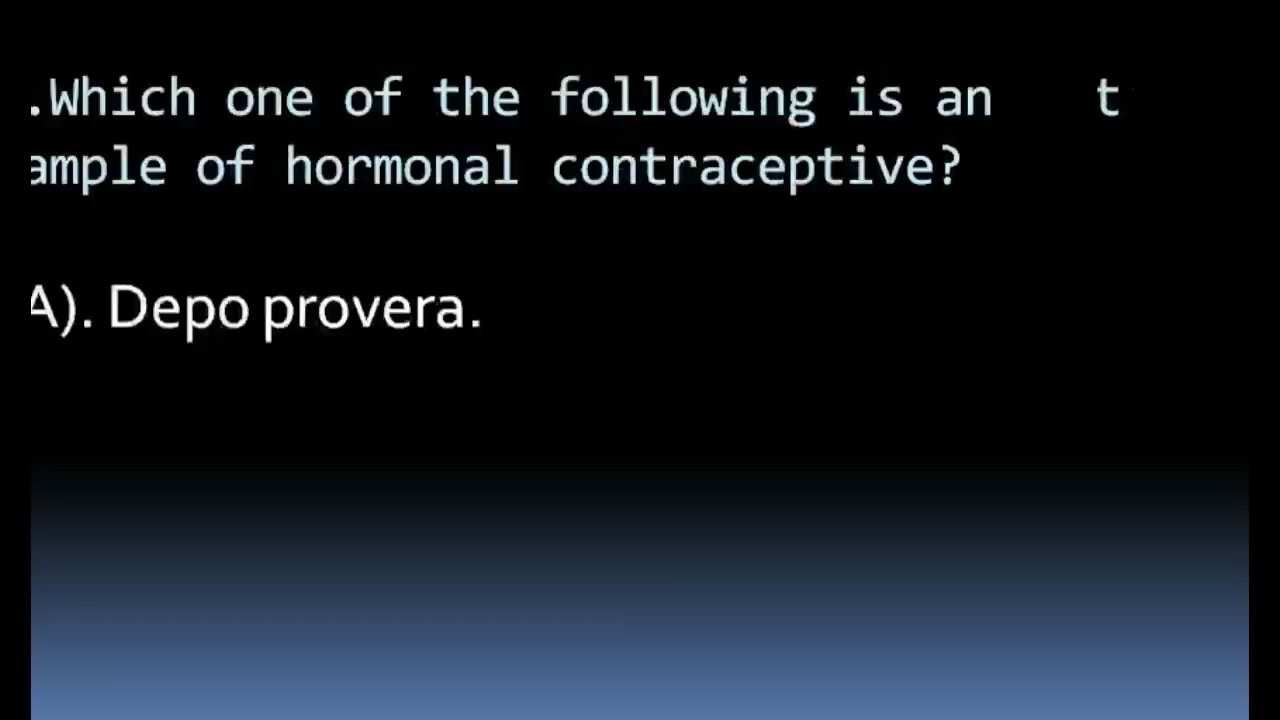 .Which one of the following is an t
ample of hormonal contraceptive?
A). Depo provera.